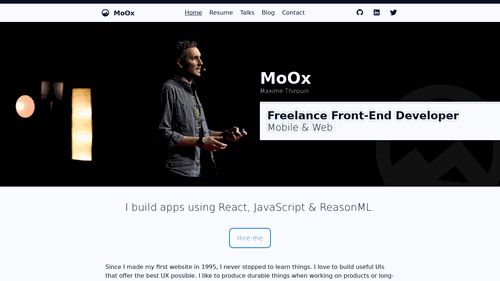 MoOx
Home Resume Talks Blog Contact
MoOx
Maxime Thirouin
Freelance Front-End Developer
Mobile & Web
I build apps using React, JavaScript & ReasonML.
Hire me
Since I made my first website in 1995, I never stopped to learn things. I love to build useful UIs
that offer the best UX possible. I like to produce durable things when working on products or long-